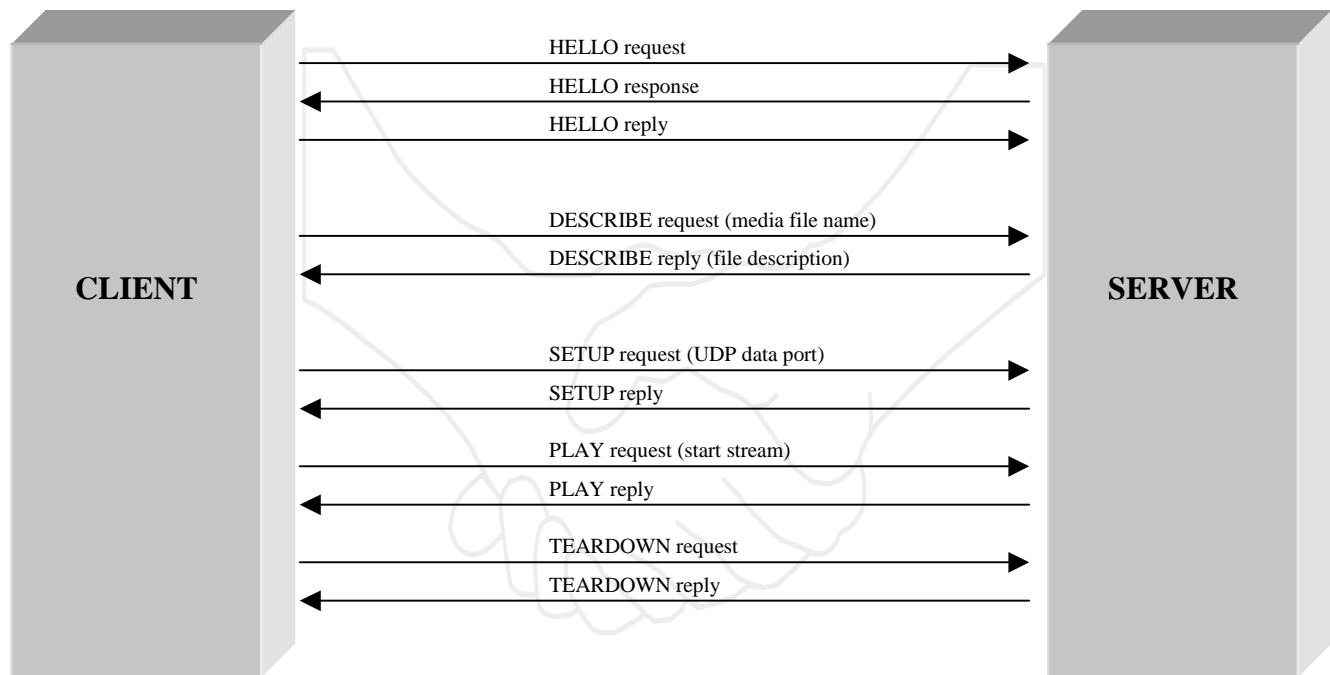 HELLO request
HELLO response
HELLO reply
DESCRIBE request (media file name)
DESCRIBE reply (file description)
CLIENT
SERVER
SETUP request (UDP data port)
SETUP reply
PLAY request (start stream)
PLAY reply
TEARDOWN request
TEARDOWN reply